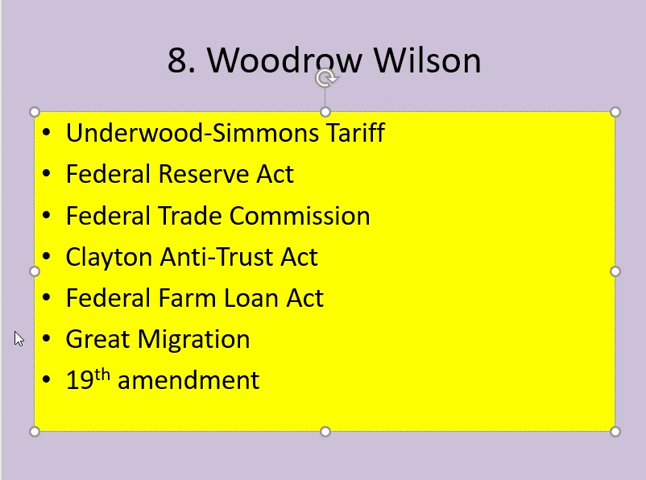 8. Woodrow Wilson
• Underwood-Simmons Tariff
• Federal Reserve Act
• Federal Trade Commission
• Clayton Anti-Trust Act
• Federal Farm Loan Act
• Great Migration
• 19th amendment